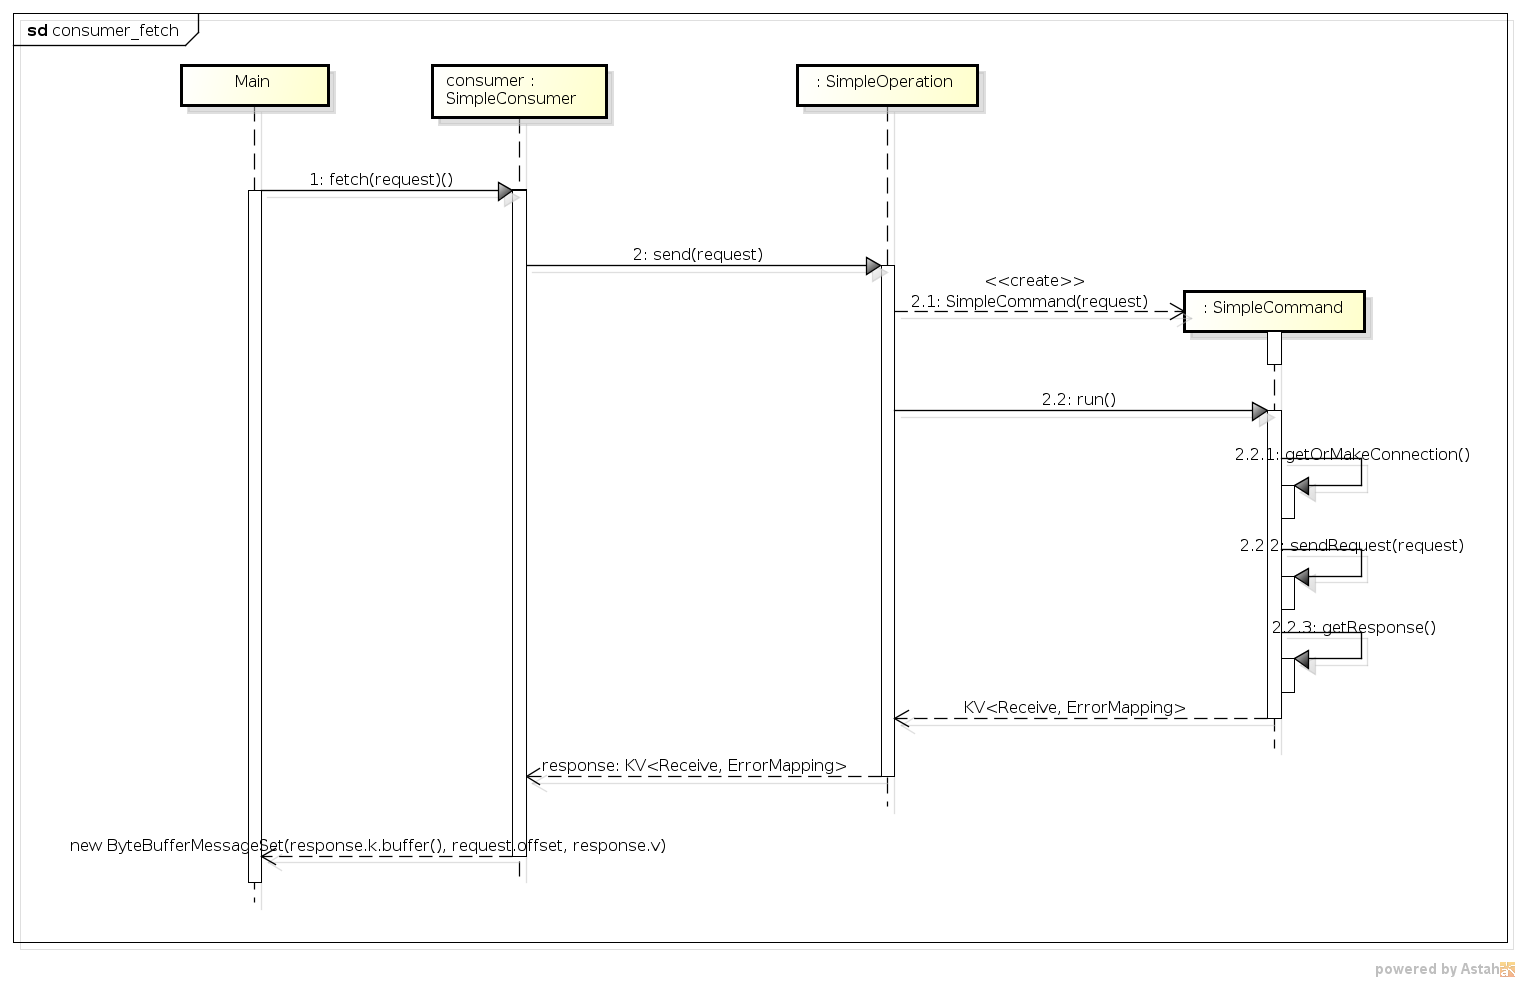 sd consumer_fetch
Main
consumer :
SimpleConsumer
: SimpleOperation
1: fetch(request)()
2: send(request)
<<create>>
2.1: SimpleCommand(request)
: SimpleCommand
2.2: run()
2.2.1: getOrMakeConnection()
2.2.2: sendRequest(request)
2.2.3: getResponse()
KV<Receive, ErrorMapping>
response: KV<Receive, ErrorMapping>
new ByteBufferMessageSet(response.k.buffer(), request.offset, response.v)
powered by Astah